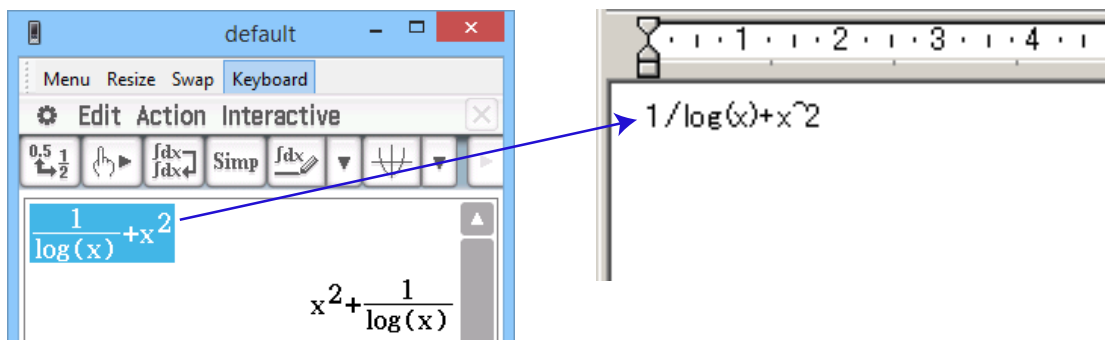 default
Menu Resize Swap Keyboard
Edit Action Interactive
0.5 1/2 ∫dx ∫dx Simp ∫dx
1/log(x)+x^2
x^2+1/log(x)
1 2 3 4
1/log(x)+x^2